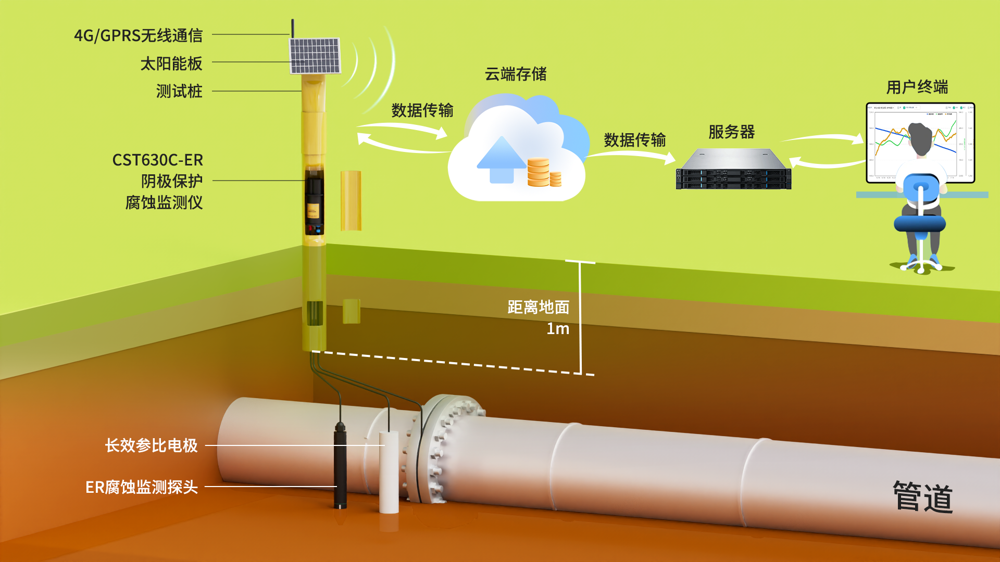 4G/GPRS无线通信
太阳能板
测试桩
CST630C-ER
阴极保护
腐蚀监测仪
数据传输
云端存储
数据传输
服务器
用户终端
距离地面
1m
长效参比电极
ER腐蚀监测探头
管道